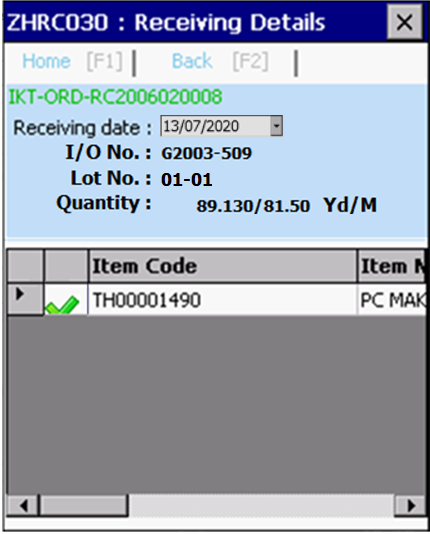 ZHRC030 : Receiving Details
Home [F1] | Back [F2] |
IKT-ORD-RC2006020008
Receiving date : 13/07/2020
I/O No. : G2003-509
Lot No. : 01-01
Quantity : 89.130/81.50 Yd/M
Item Code Item N
TH00001490 PC MAK